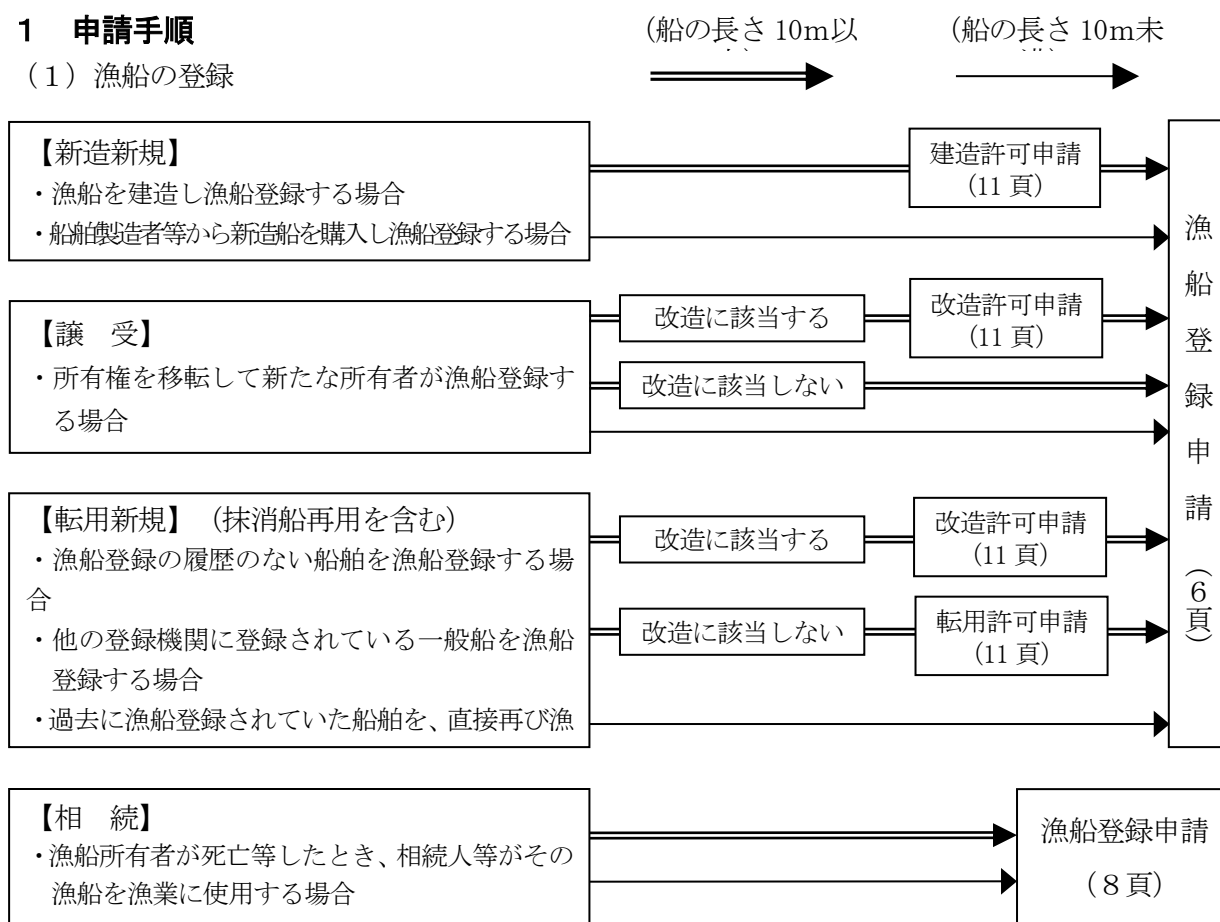 1 申請手順
(船の長さ 10m以
(船の長さ 10m未
(1)漁船の登録
【新造新規】
・漁船を建造し漁船登録する場合
・船舶製造者等から新造船を購入し漁船登録する場合
建造許可申請
(11 頁)
【譲 受】
・所有権を移転して新たな所有者が漁船登録す
る場合
改造に該当する
改造許可申請
(11 頁)
改造に該当しない
【転用新規】 (抹消船再用を含む)
・漁船登録の履歴のない船舶を漁船登録する場
合
・他の登録機関に登録されている一般船を漁船
登録する場合
・過去に漁船登録されていた船舶を、直接再び漁
改造に該当する
改造許可申請
(11 頁)
改造に該当しない
転用許可申請
(11 頁)
漁船登録申請(6頁)
【相 続】
・漁船所有者が死亡等したとき、相続人等がその
漁船を漁業に使用する場合
漁船登録申請
(8頁)